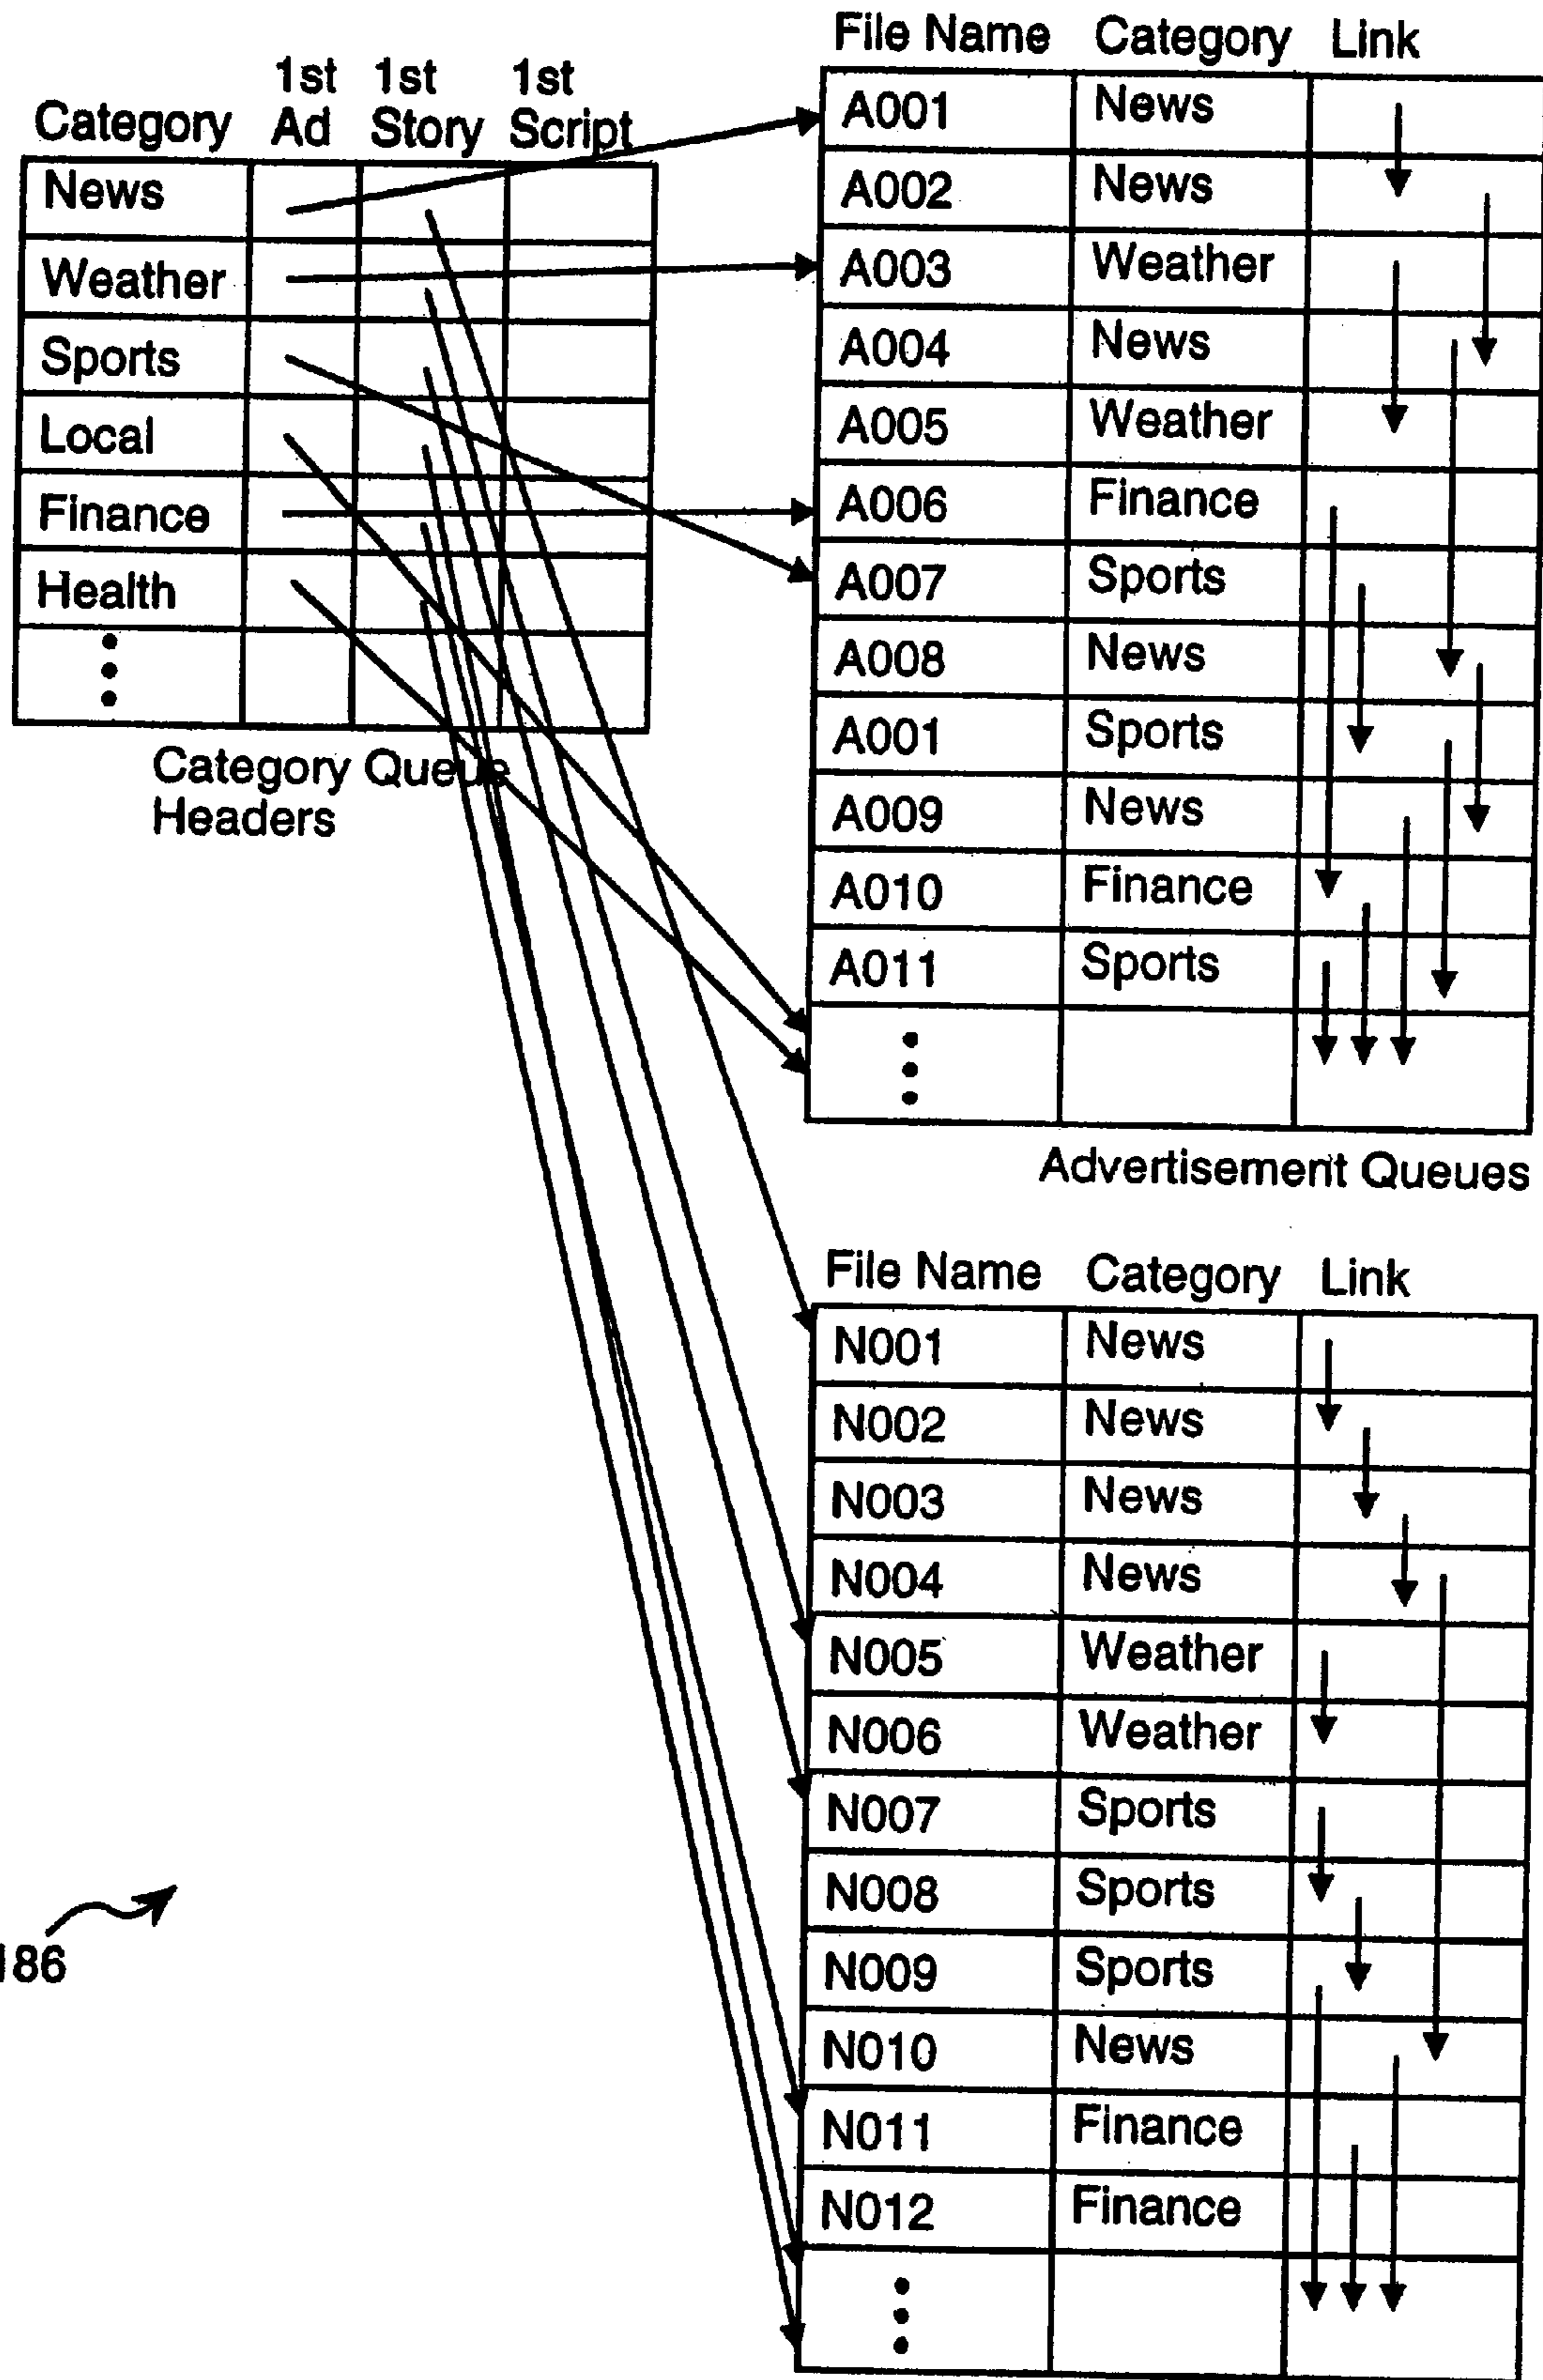 Category 1st Ad 1st Story 1st Script
News
Weather
Sports
Local
Finance
Health
Category Queue
Headers
File Name Category Link
A001 News
A002 News
A003 Weather
A004 News
A005 Weather
A006 Finance
A007 Sports
A008 News
A001 Sports
A009 News
A010 Finance
A011 Sports
Advertisement Queues
File Name Category Link
N001 News
N002 News
N003 News
N004 News
N005 Weather
N006 Weather
N007 Sports
N008 Sports
N009 Sports
N010 News
N011 Finance
N012 Finance
186